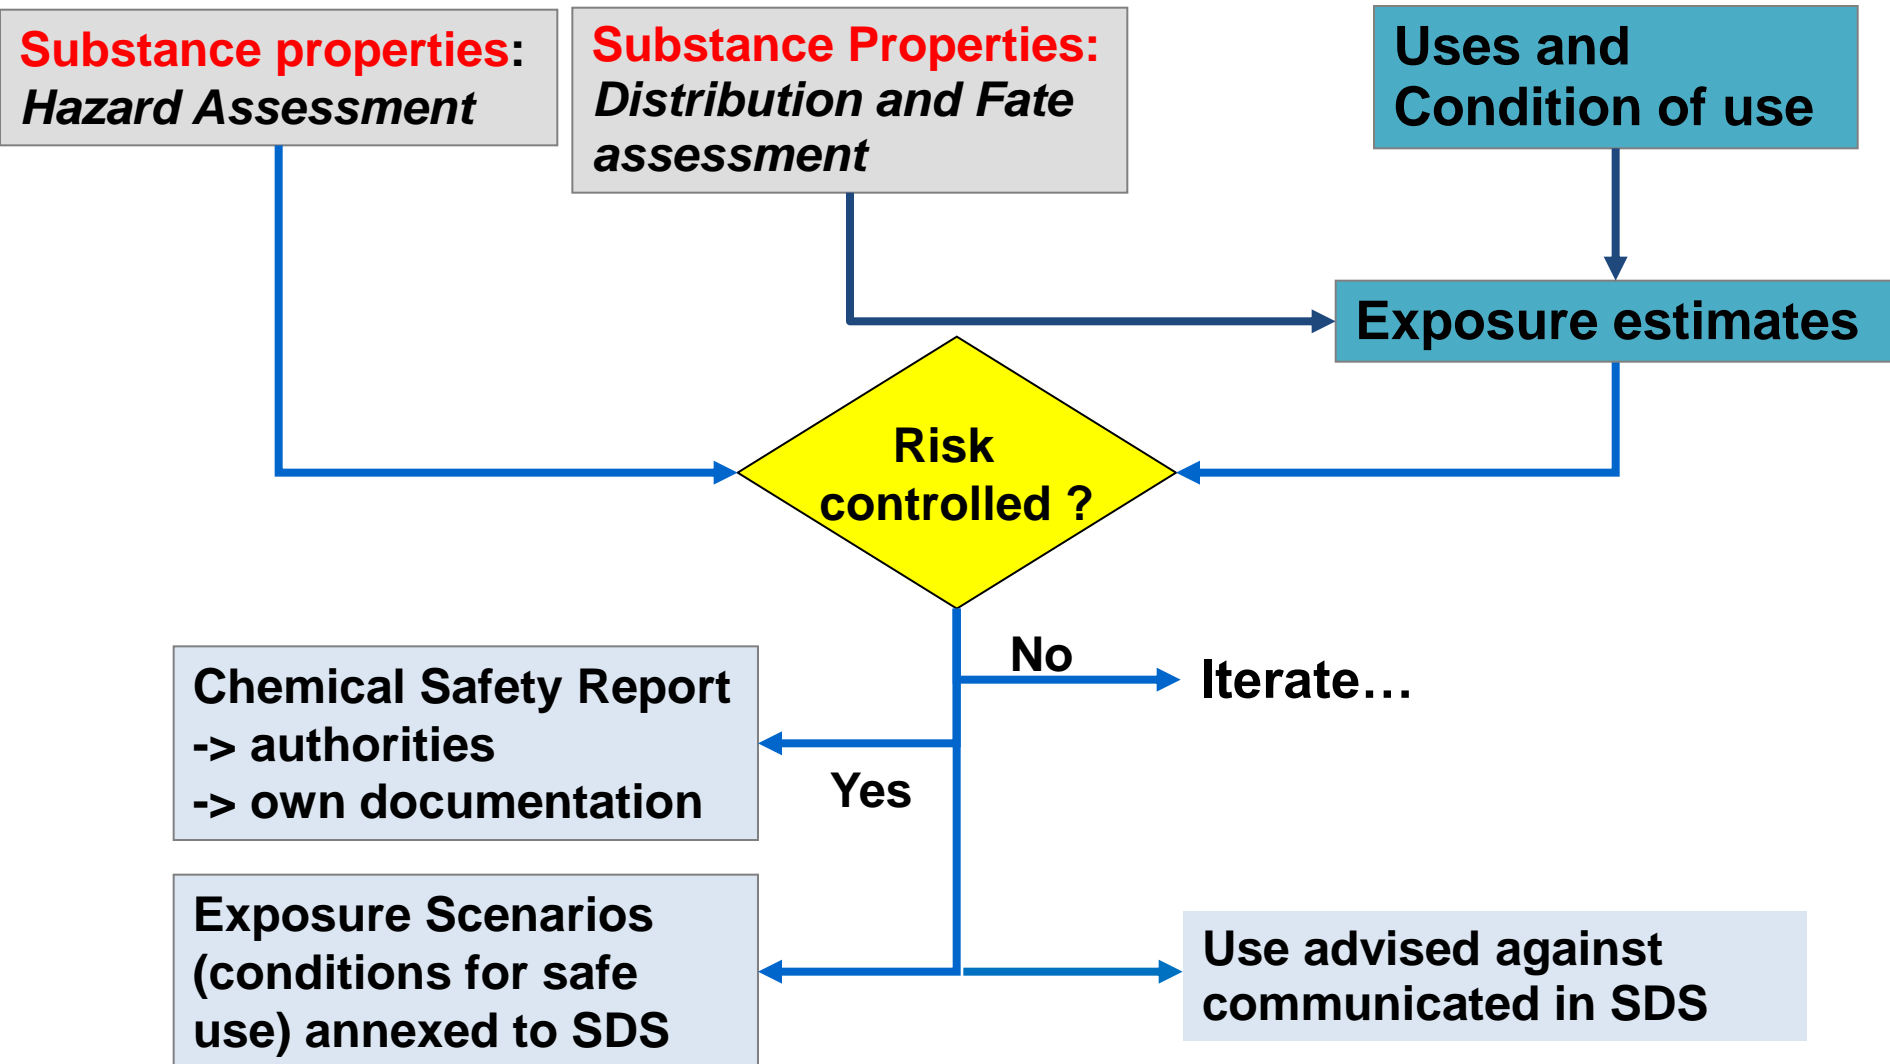 Substance properties:
Hazard Assessment
Substance Properties:
Distribution and Fate
assessment
Uses and
Condition of use
Exposure estimates
Risk
controlled ?
No
Iterate…
Chemical Safety Report
-> authorities
-> own documentation
Yes
Exposure Scenarios
(conditions for safe
use) annexed to SDS
Use advised against
communicated in SDS